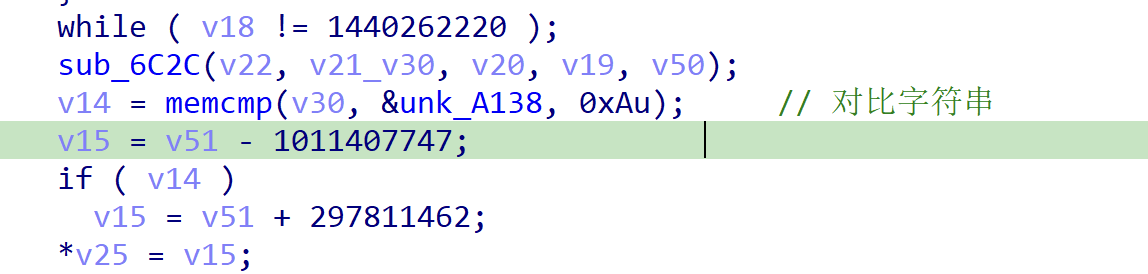 while ( v18 != 1440262220 );
sub_6C2C(v22, v21_v30, v20, v19, v50);
v14 = memcmp(v30, &unk_A138, 0xAu); // 对比字符串
v15 = v51 - 1011407747;
if ( v14 )
v15 = v51 + 297811462;
*v25 = v15;